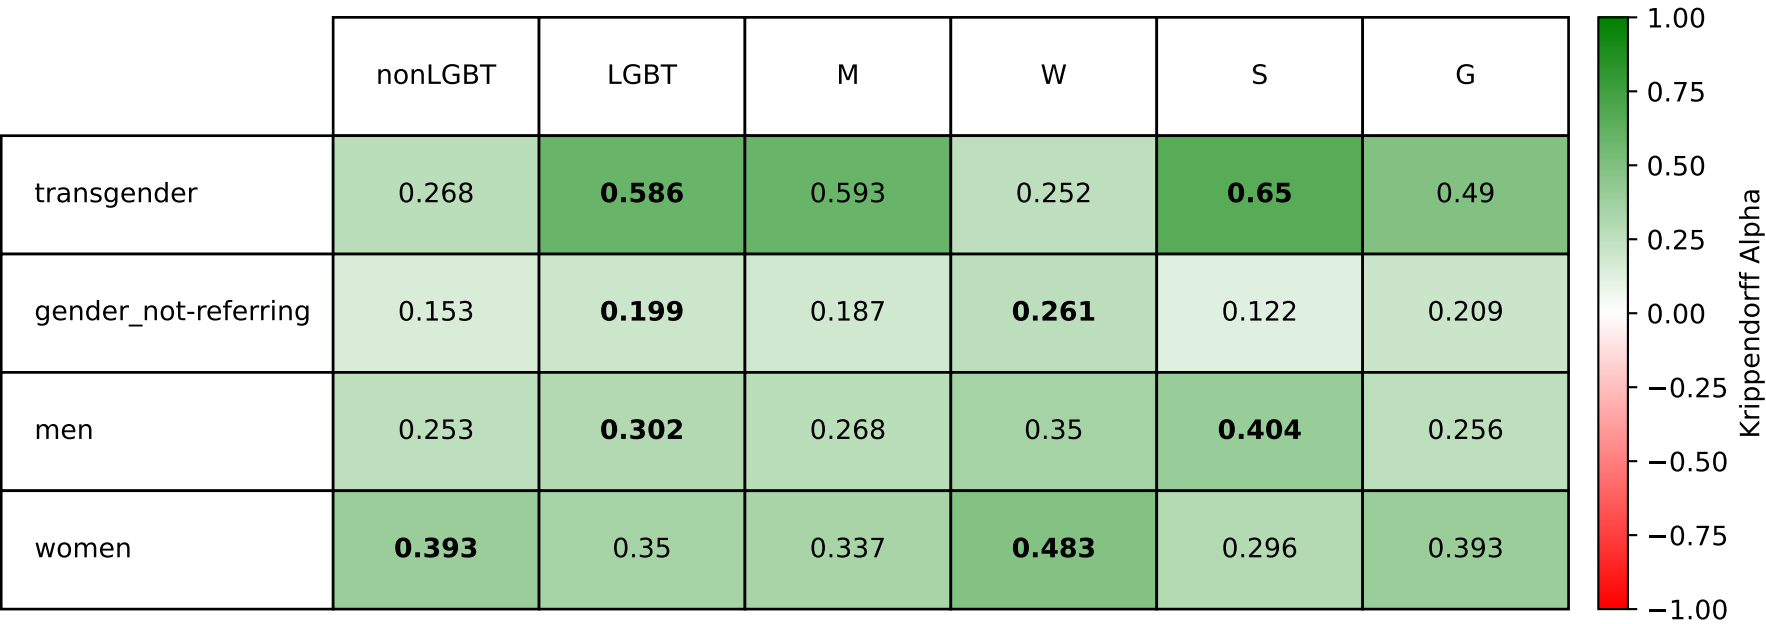 nonLGBT LGBT M W S G
transgender 0.268 0.586 0.593 0.252 0.65 0.49
gender_not-referring 0.153 0.199 0.187 0.261 0.122 0.209
men 0.253 0.302 0.268 0.35 0.404 0.256
women 0.393 0.35 0.337 0.483 0.296 0.393
1.00
0.75
0.50
0.25
0.00
−0.25
−0.50
−0.75
−1.00
Krippendorff Alpha